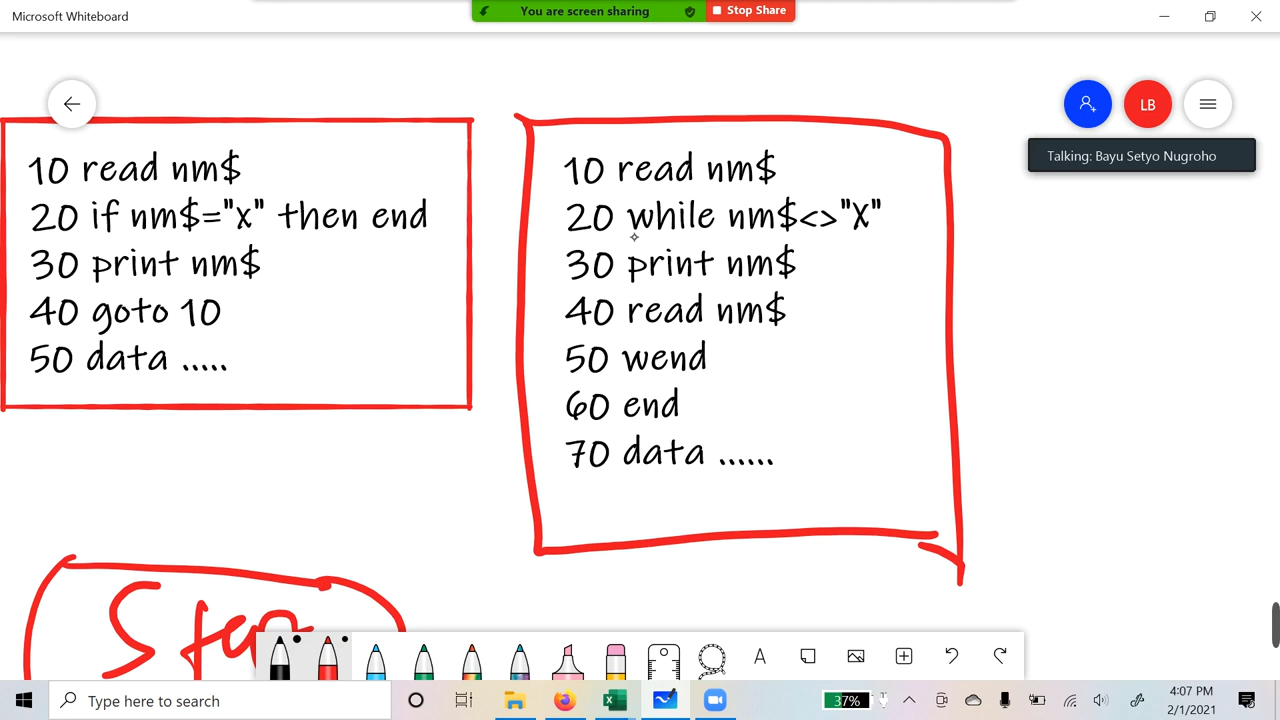 Microsoft Whiteboard
You are screen sharing
Stop Share
LB
Talking: Bayu Setyo Nugroho
10 read nm$
20 if nm$="x" then end
30 print nm$
40 goto 10
50 data .....
10 read nm$
20 while nm$<>"X"
30 print nm$
40 read nm$
50 wend
60 end
70 data ......
A
Type here to search
37%
4:07 PM
2/1/2021